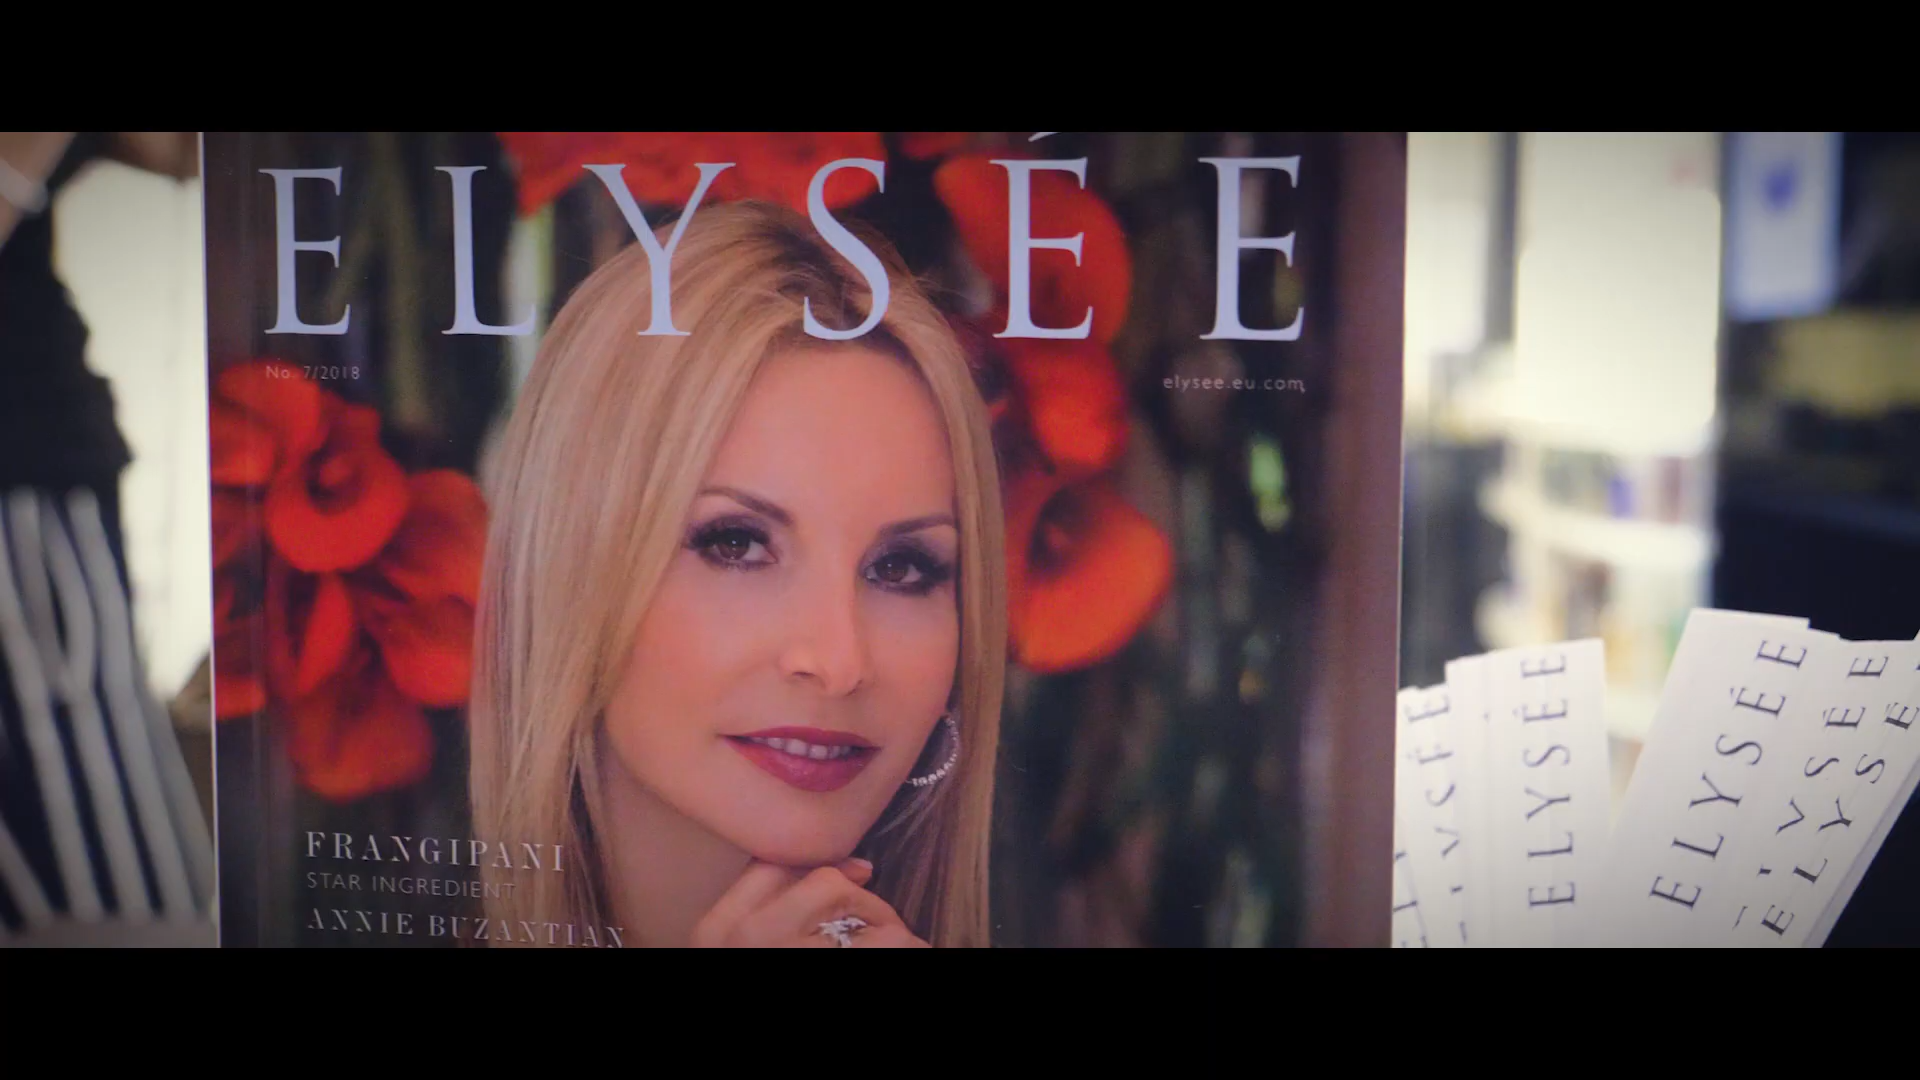 ELYSÉE
No. 7/2018
elysee.eu.com
FRANGIPANI
STAR INGREDIENT
ANNIE BUZANTIAN
ELYSÉE
ELYSÉE
ELYSÉE
ELYSÉE